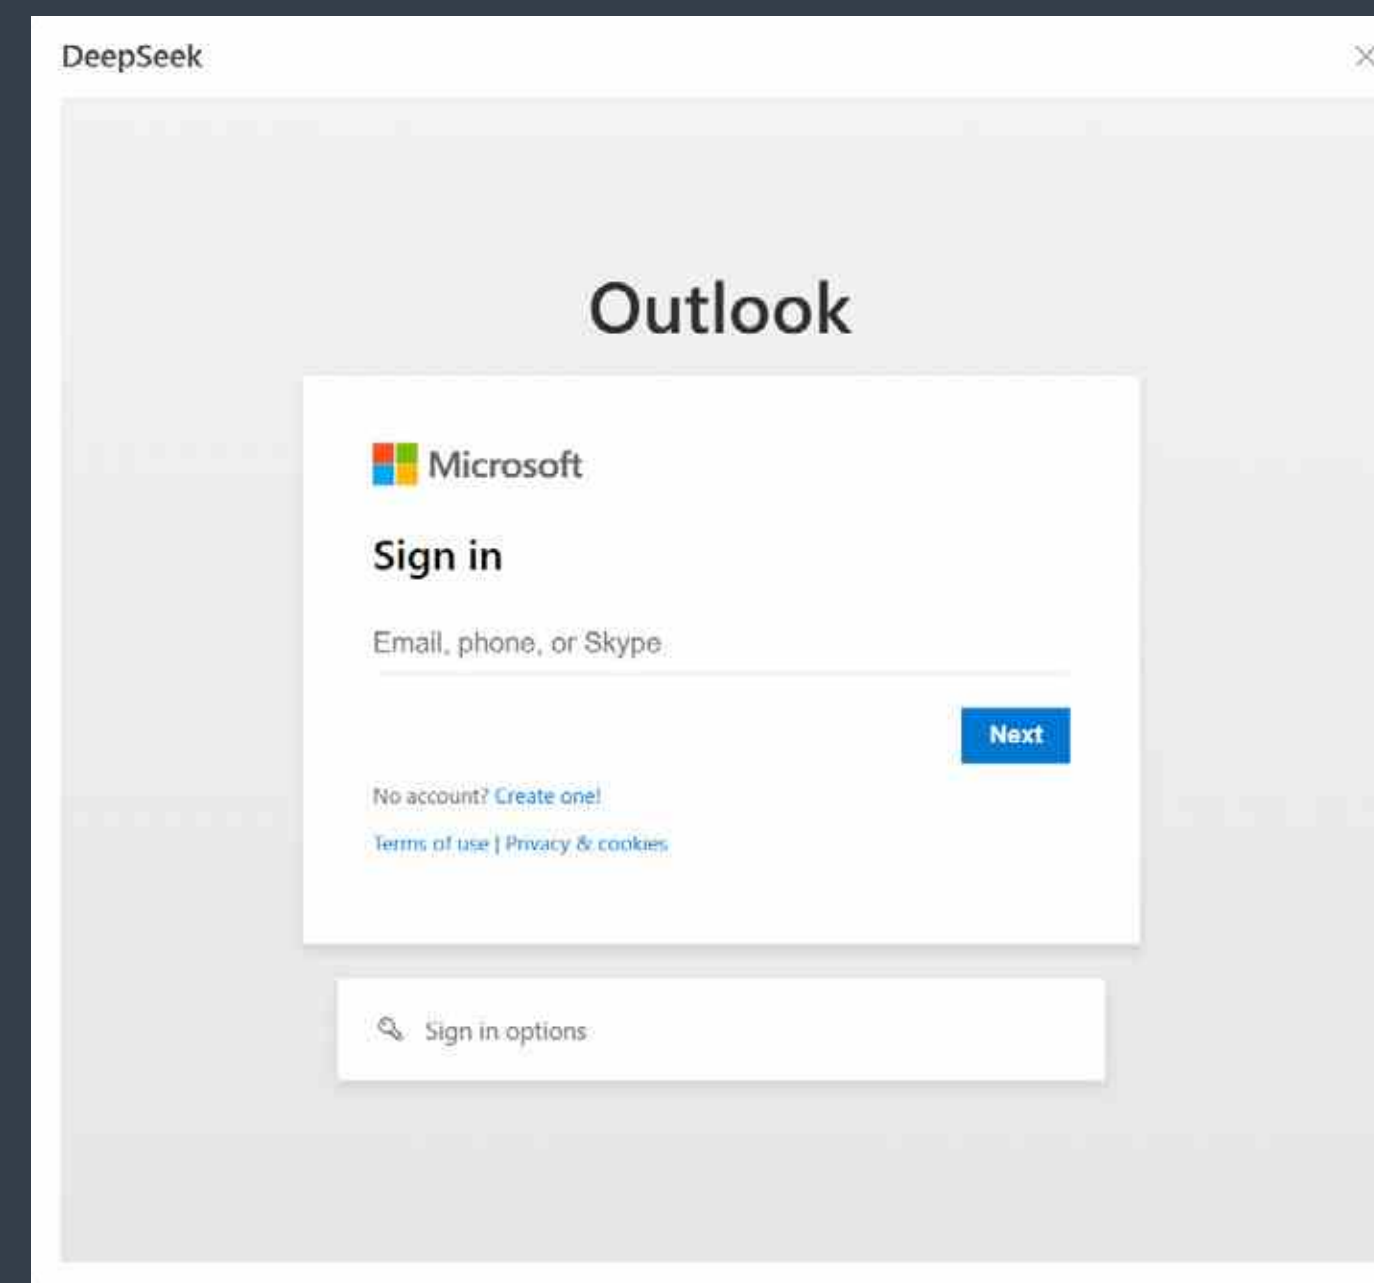 DeepSeek
Outlook
Microsoft
Sign in
Email, phone, or Skype
Next
No account? Create one!
Terms of use | Privacy & cookies
Sign in options